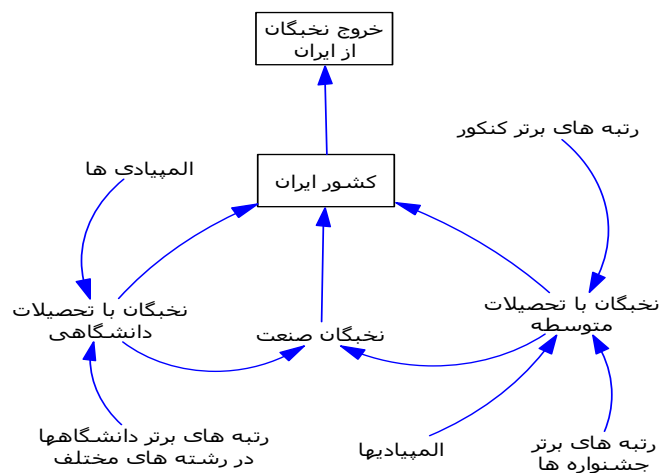 خروج نخبگان
از ایران
کشور ایران
رتبه های برتر کنکور
المپیادی ها
نخبگان با تحصیلات
متوسطه
نخبگان با تحصیلات
دانشگاهی
نخبگان صنعت
رتبه های برتر
جشنواره ها
المپیادیها
رتبه های برتر دانشگاهها
در رشته های مختلف